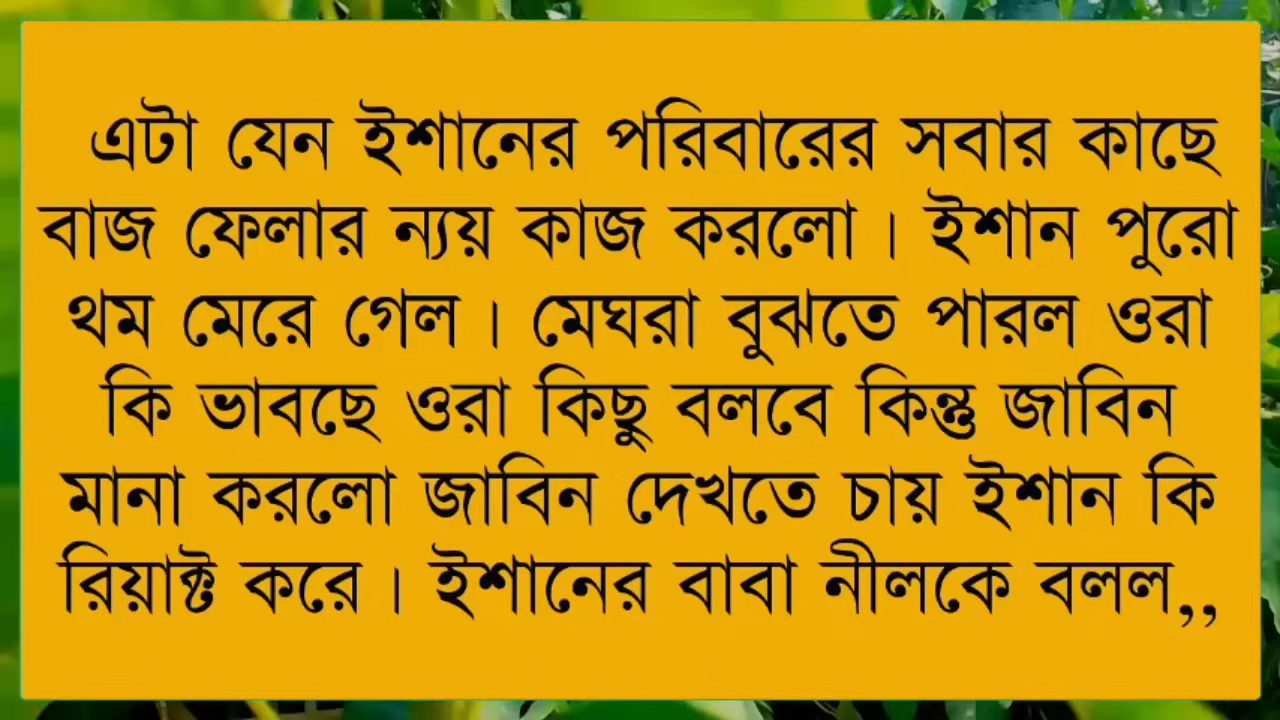 এটা যেন ইশানের পরিবারের সবার কাছে
বাজ ফেলার ন্যয় কাজ করলো। ইশান পুরো
থম মেরে গেল। মেঘরা বুঝতে পারল ওরা
কি ভাবছে ওরা কিছু বলবে কিন্তু জাবিন
মানা করলো জাবিন দেখতে চায় ইশান কি
রিয়াক্ট করে। ইশানের বাবা নীলকে বলল,,